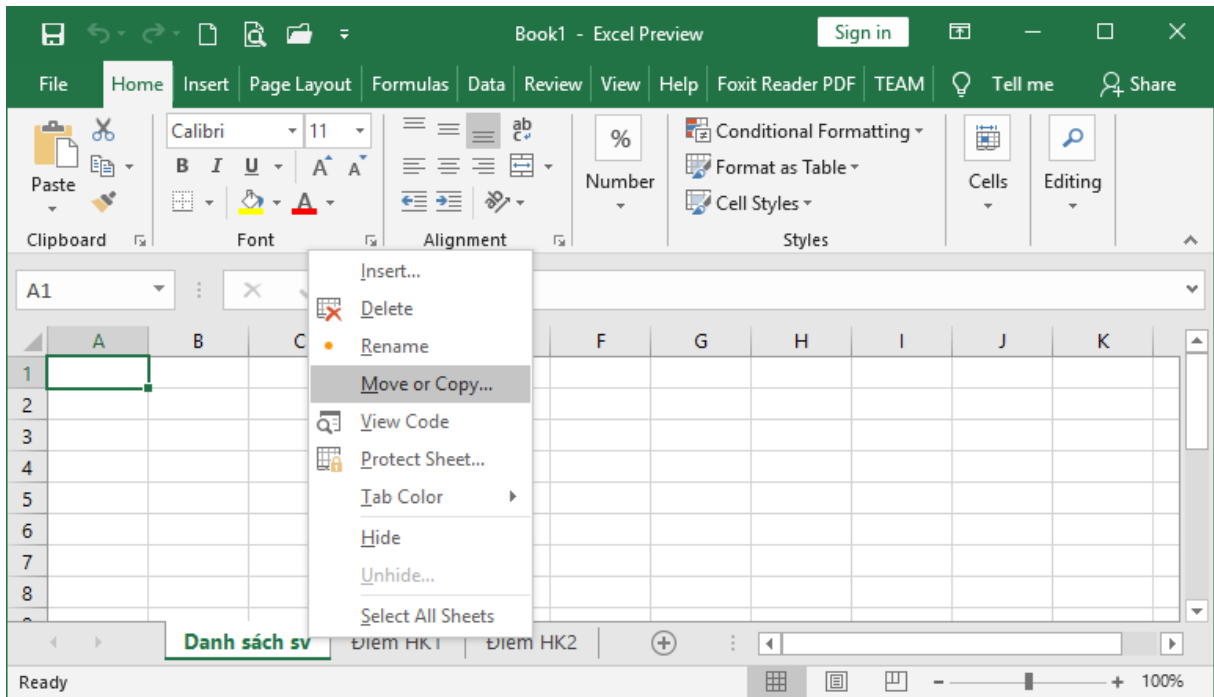 Book1 - Excel Preview Sign in
File Home Insert Page Layout Formulas Data Review View Help Foxit Reader PDF TEAM Tell me Share
Calibri 11 ab % Conditional Formatting
Paste B I U A A Number Format as Table Cells Editing
A Cell Styles
Clipboard Font Alignment Styles
A1
Insert...
Delete
Rename
Move or Copy...
View Code
Protect Sheet...
Tab Color
Hide
Unhide...
Select All Sheets
A B C F G H I J K
1
2
3
4
5
6
7
8
Danh sách sv Điểm HK1 Điểm HK2
Ready 100%